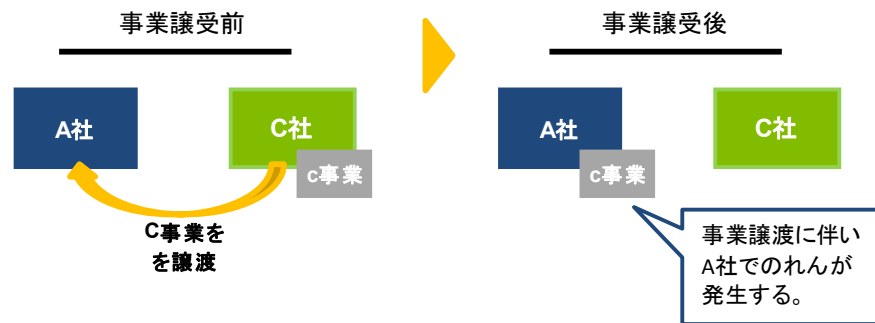 事業譲受前
事業譲受後
A社
C社
c事業
C事業を
を譲渡
A社
C社
c事業
事業譲渡に伴い
A社でのれんが
発生する。